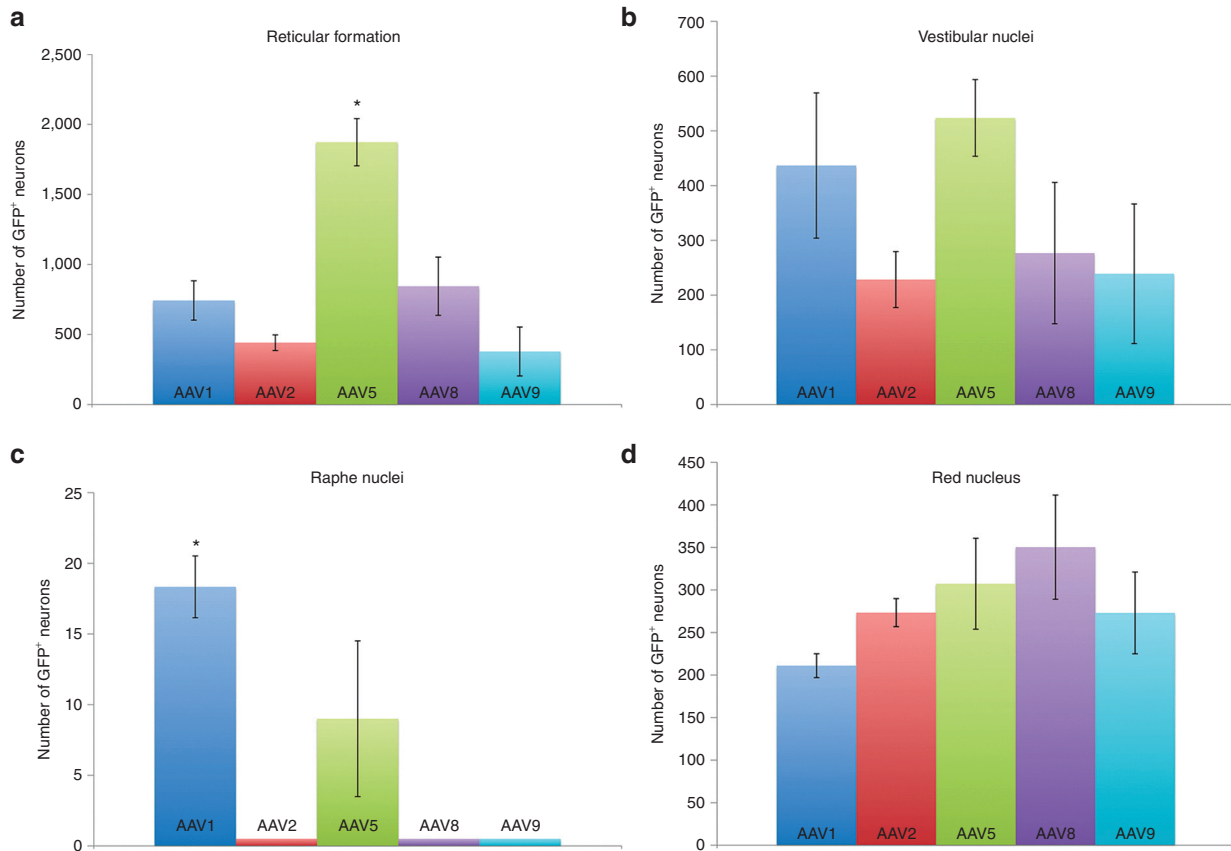 a
Reticular formation
Number of GFP⁺ neurons
2,500
2,000
1,500
1,000
500
0
*
AAV1 AAV2 AAV5 AAV8 AAV9
b
Vestibular nuclei
Number of GFP⁺ neurons
700
600
500
400
300
200
100
0
AAV1 AAV2 AAV5 AAV8 AAV9
c
Raphe nuclei
Number of GFP⁺ neurons
25
20
15
10
5
0
*
AAV1 AAV2 AAV5 AAV8 AAV9
d
Red nucleus
Number of GFP⁺ neurons
450
400
350
300
250
200
150
100
50
0
AAV1 AAV2 AAV5 AAV8 AAV9